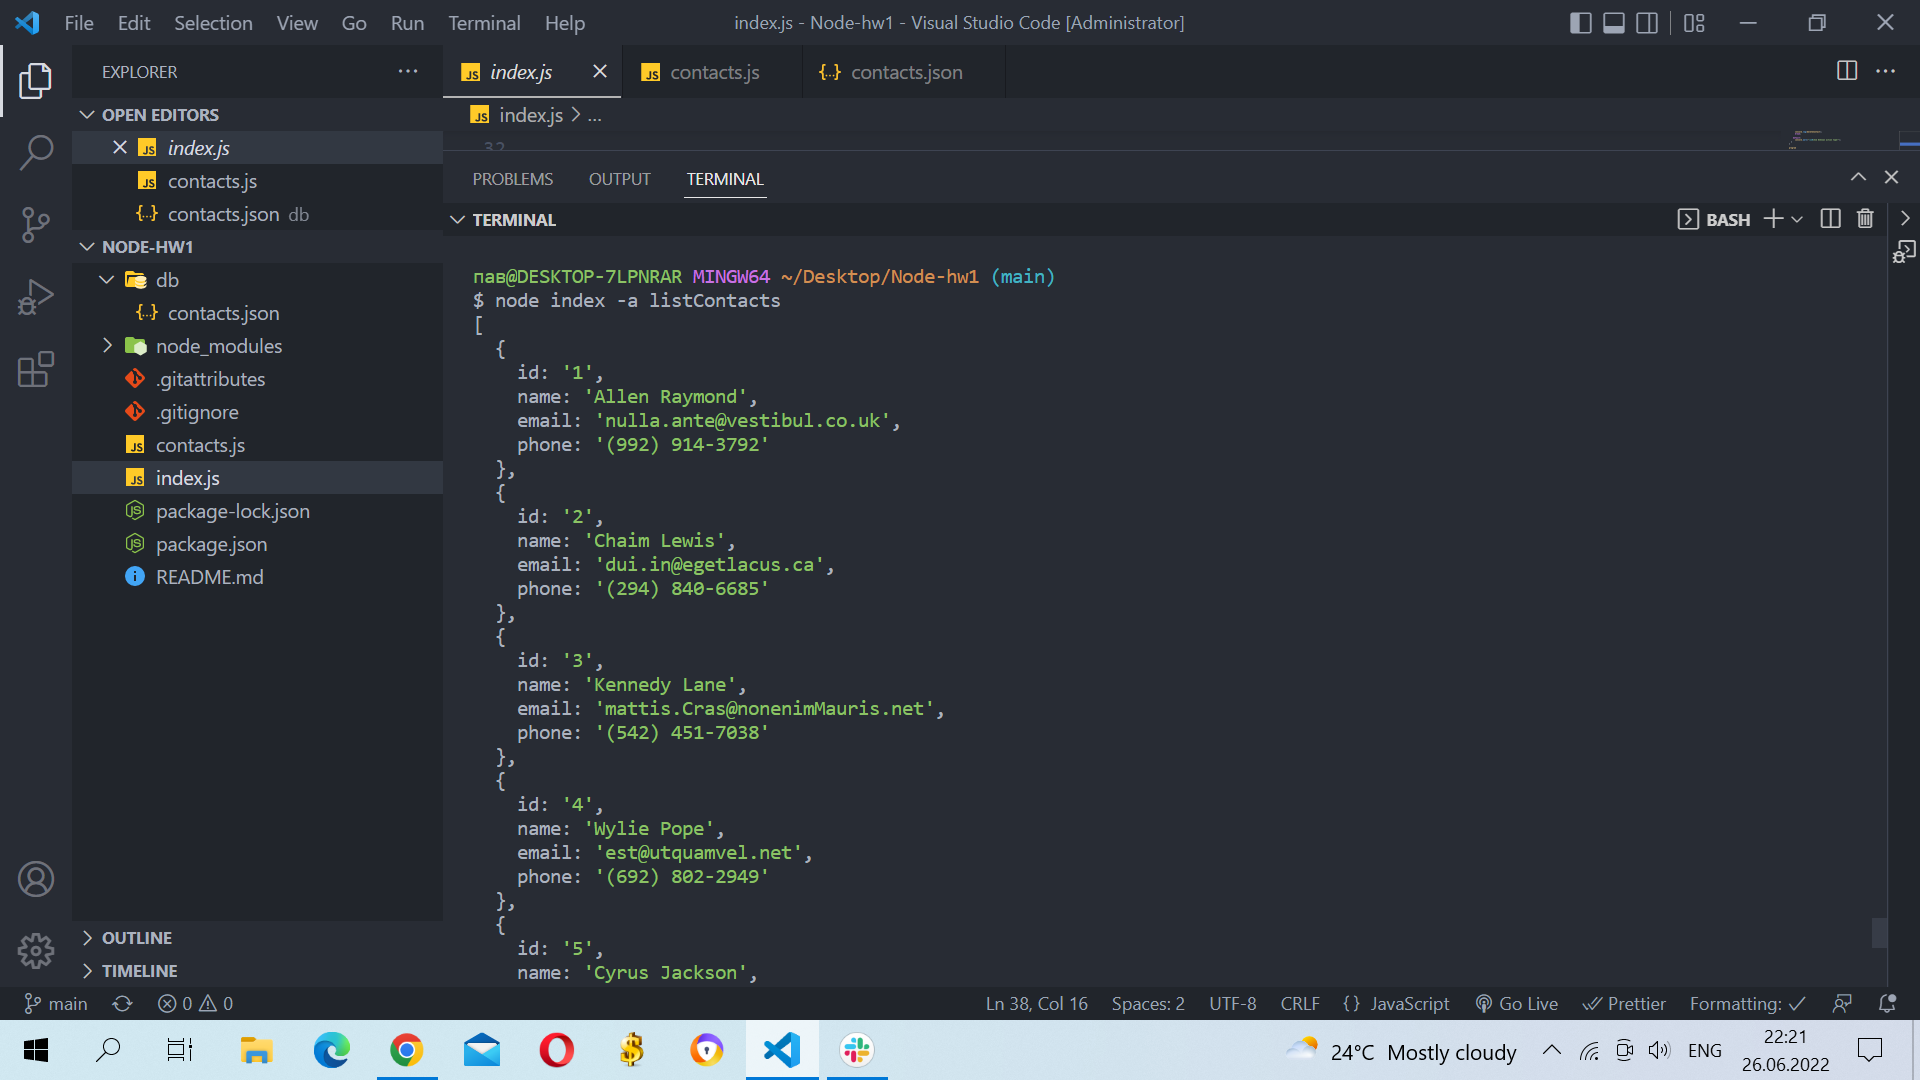 File Edit Selection View Go Run Terminal Help
index.js - Node-hw1 - Visual Studio Code [Administrator]
EXPLORER
OPEN EDITORS
index.js
contacts.js
contacts.json db
NODE-HW1
db
contacts.json
node_modules
.gitattributes
.gitignore
contacts.js
index.js
package-lock.json
package.json
README.md
OUTLINE
TIMELINE
index.js
contacts.js
contacts.json
index.js > ...
32
PROBLEMS OUTPUT TERMINAL
TERMINAL
BASH
пав@DESKTOP-7LPNRAR MINGW64 ~/Desktop/Node-hw1 (main)
$ node index -a listContacts
[
{
id: '1',
name: 'Allen Raymond',
email: 'nulla.ante@vestibul.co.uk',
phone: '(992) 914-3792'
},
{
id: '2',
name: 'Chaim Lewis',
email: 'dui.in@egetlacus.ca',
phone: '(294) 840-6685'
},
{
id: '3',
name: 'Kennedy Lane',
email: 'mattis.Cras@nonenimMauris.net',
phone: '(542) 451-7038'
},
{
id: '4',
name: 'Wylie Pope',
email: 'est@utquamvel.net',
phone: '(692) 802-2949'
},
{
id: '5',
name: 'Cyrus Jackson',
main 0 0 Ln 38, Col 16 Spaces: 2 UTF-8 CRLF {} JavaScript Go Live Prettier Formatting: ✓
24°C Mostly cloudy ENG
22:21
26.06.2022